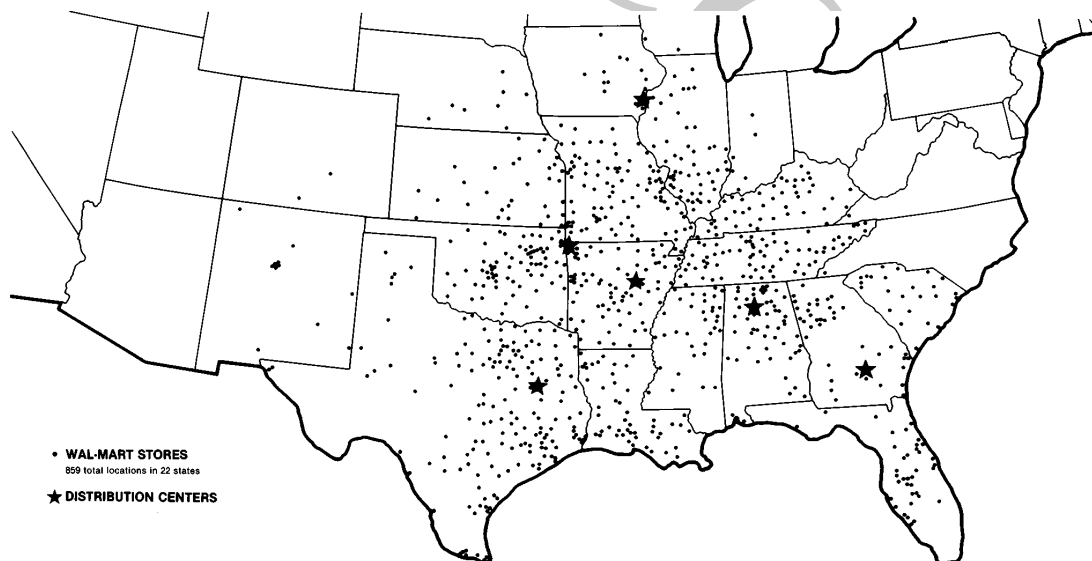 WAL-MART STORES
859 total locations in 22 states
DISTRIBUTION CENTERS